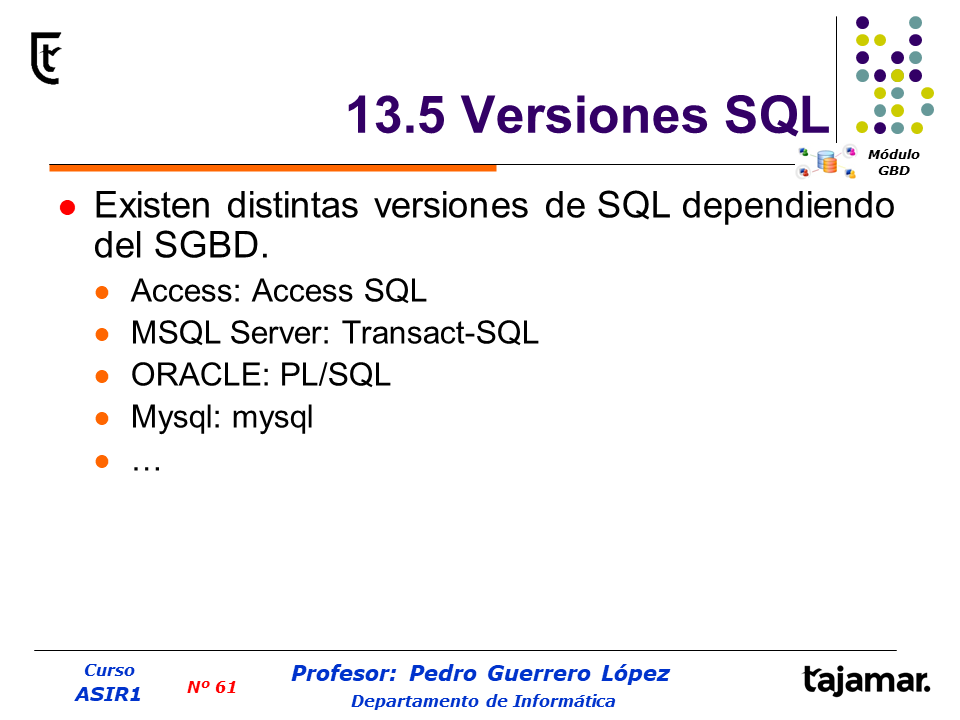 13.5 Versiones SQL
Módulo
GBD
Existen distintas versiones de SQL dependiendo
del SGBD.
Access: Access SQL
MSQL Server: Transact-SQL
ORACLE: PL/SQL
Mysql: mysql
…
Curso
ASIR1
Nº 61
Profesor: Pedro Guerrero López
Departamento de Informática
tajamar.